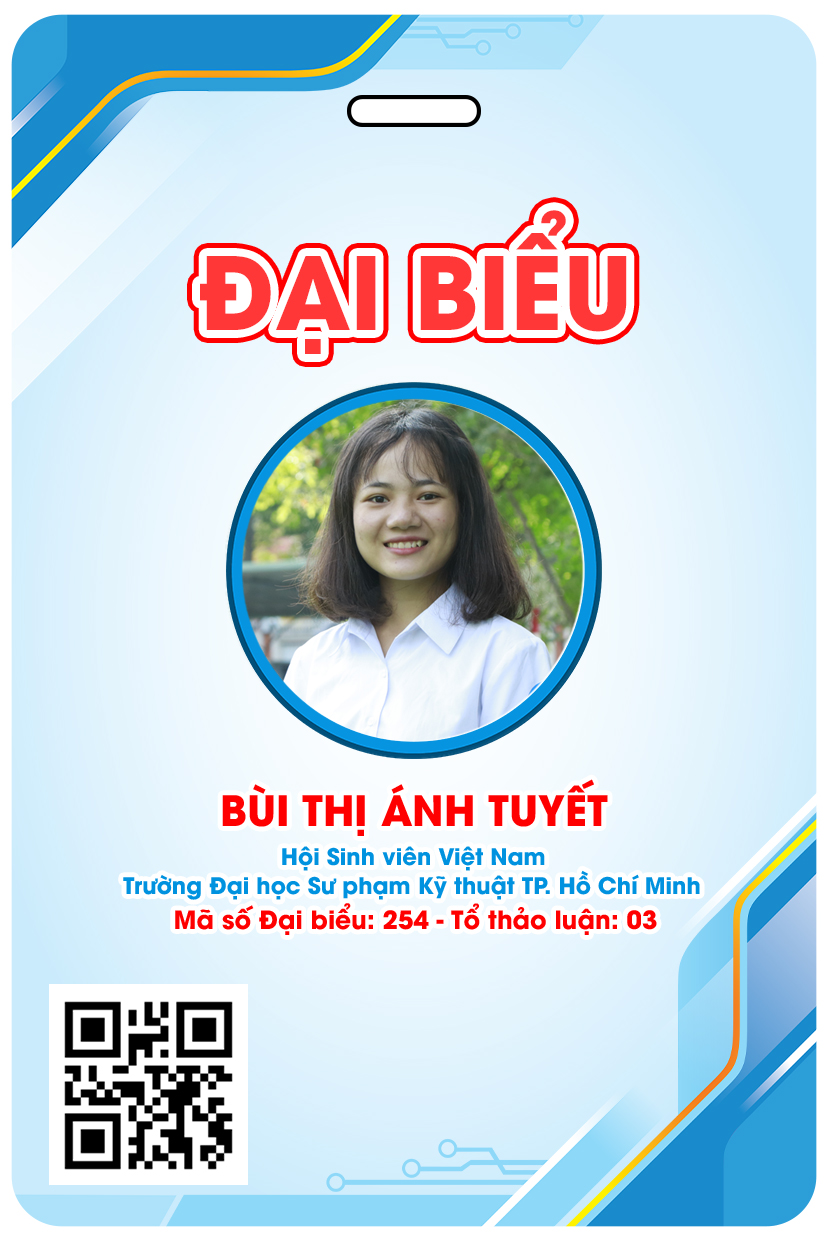 ĐẠI BIỂU
BÙI THỊ ÁNH TUYẾT
Hội Sinh viên Việt Nam
Trường Đại học Sư phạm Kỹ thuật TP. Hồ Chí Minh
Mã số Đại biểu: 254 - Tổ thảo luận: 03